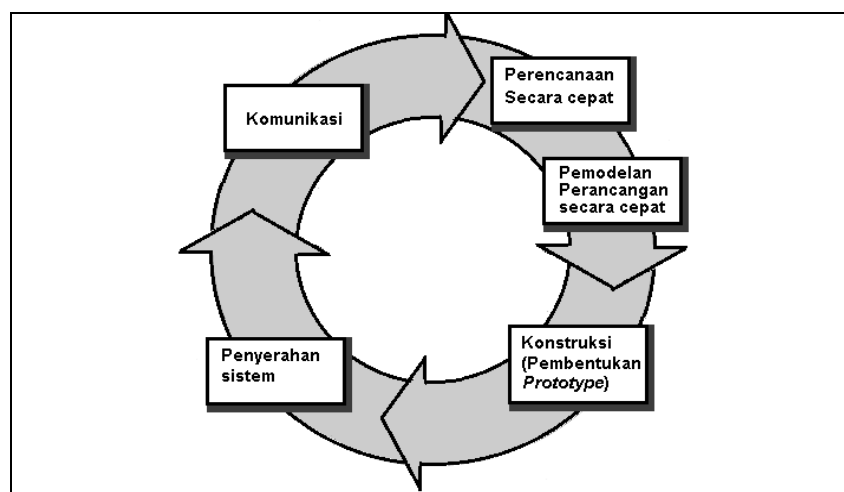 Komunikasi
Perencanaan
Secara cepat
Pemodelan
Perancangan
secara cepat
Konstruksi
(Pembentukan
Prototype)
Penyerahan
sistem